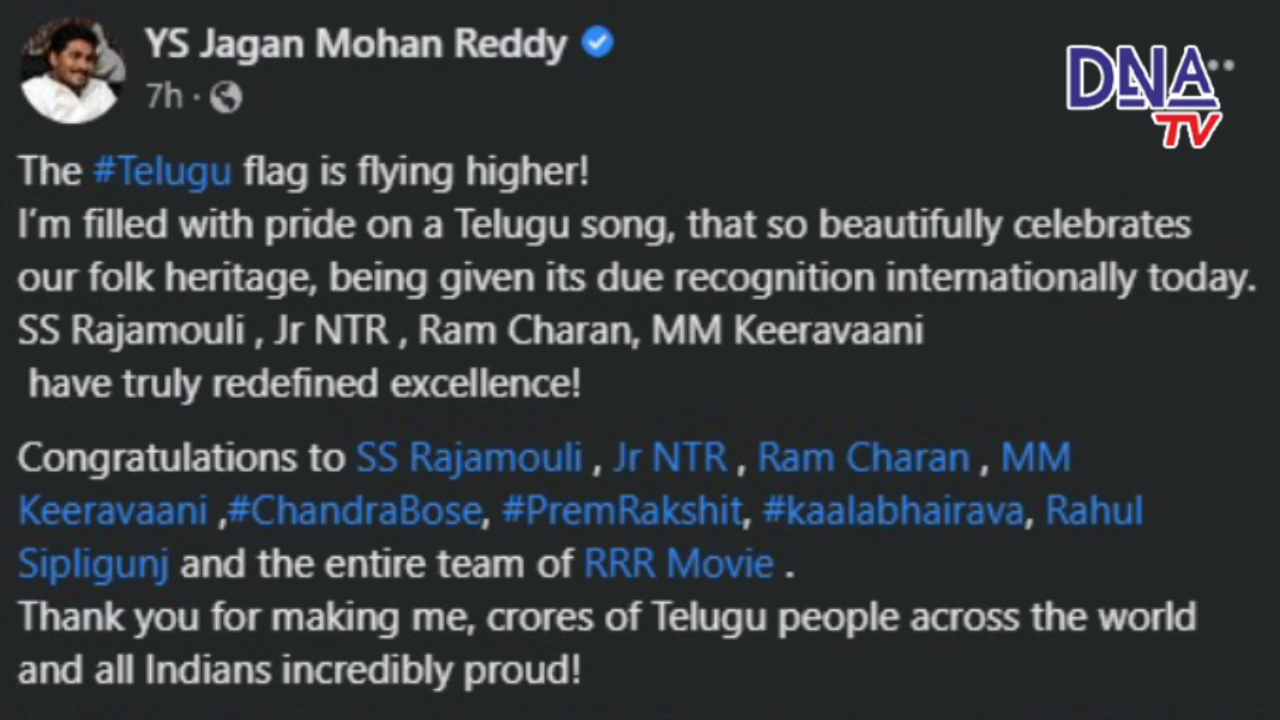 YS Jagan Mohan Reddy
7h ·
DNA
TV
The #Telugu flag is flying higher!
I'm filled with pride on a Telugu song, that so beautifully celebrates
our folk heritage, being given its due recognition internationally today.
SS Rajamouli , Jr NTR , Ram Charan, MM Keeravaani
have truly redefined excellence!
Congratulations to SS Rajamouli , Jr NTR , Ram Charan , MM
Keeravaani ,#ChandraBose, #PremRakshit, #kaalabhairava, Rahul
Sipligunj and the entire team of RRR Movie .
Thank you for making me, crores of Telugu people across the world
and all Indians incredibly proud!